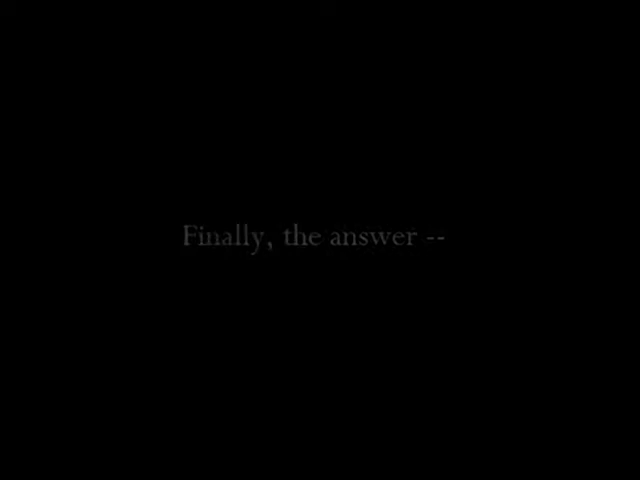 Finally, the answer --